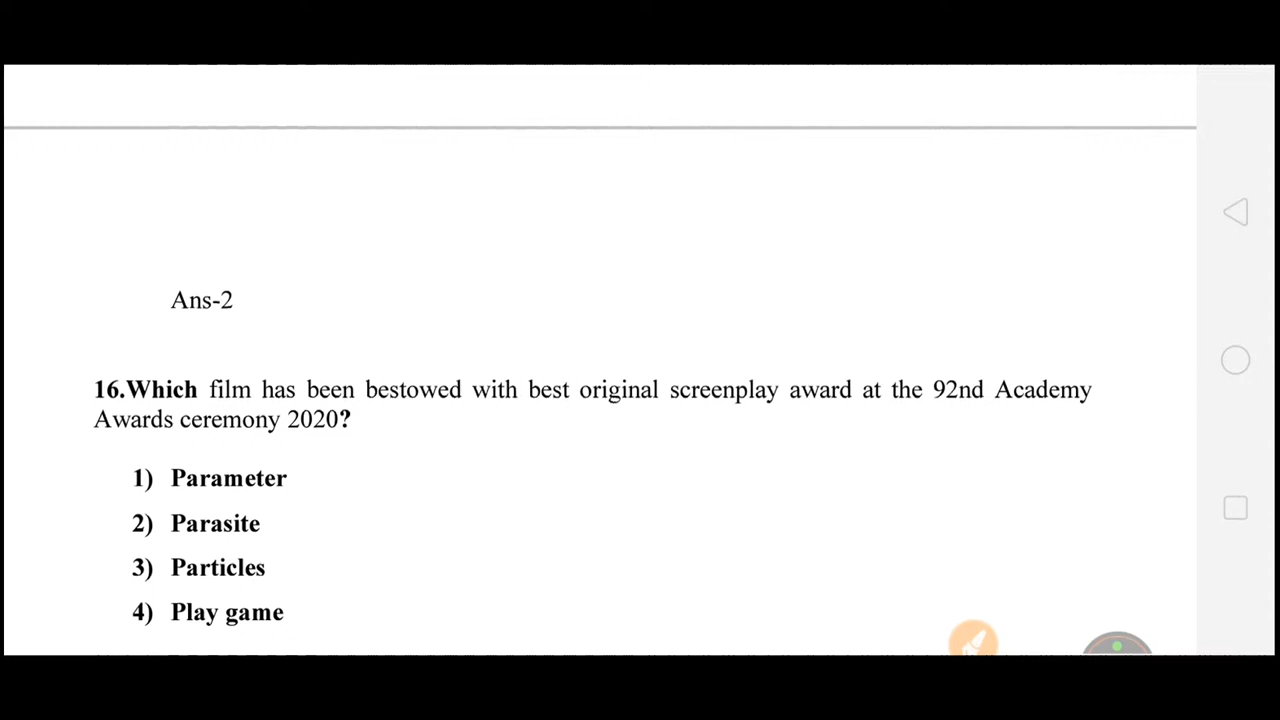 Ans-2
16.Which film has been bestowed with best original screenplay award at the 92nd Academy
Awards ceremony 2020?
1) Parameter
2) Parasite
3) Particles
4) Play game